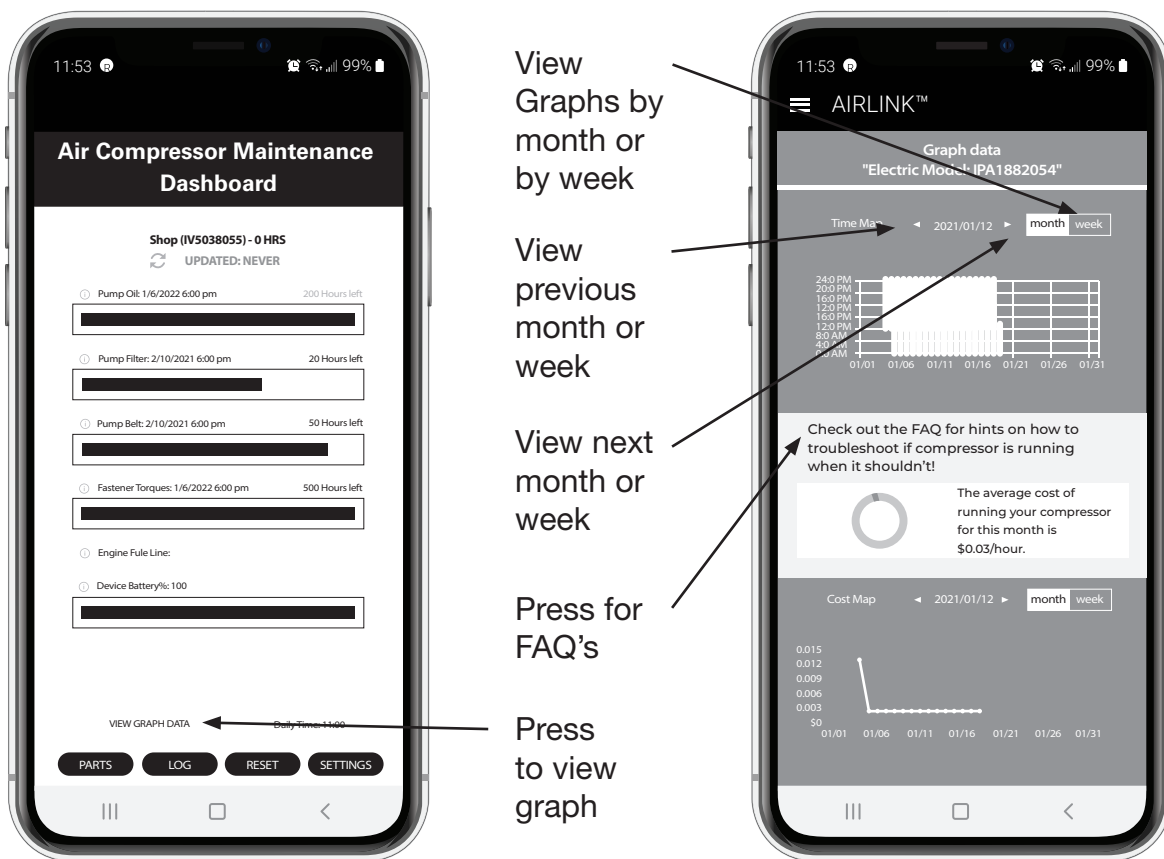 11:53 R 99%
Air Compressor Maintenance
Dashboard
Shop (IV5038055) - 0 HRS
UPDATED: NEVER
Pump Oil: 1/6/2022 6:00 pm 200 Hours left
Pump Filter: 2/10/2021 6:00 pm 20 Hours left
Pump Belt: 2/10/2021 6:00 pm 50 Hours left
Fastener Torques: 1/6/2022 6:00 pm 500 Hours left
Engine Fule Line:
Device Battery%: 100
VIEW GRAPH DATA Daily Time: 11:00
PARTS LOG RESET SETTINGS
View
Graphs by
month or
by week
View
previous
month or
week
View next
month or
week
Press for
FAQ’s
Press
to view
graph
11:53 R 99%
AIRLINK™
Graph data
"Electric Model: IPA1882054"
Time Map ◄ 2021/01/12 ► month week
24:0 PM
20:0 PM
16:0 PM
12:0 PM
16:0 PM
12:0 PM
8:0 AM
4:0 AM
0:0 AM
01/01 01/06 01/11 01/16 01/21 01/26 01/31
Check out the FAQ for hints on how to
troubleshoot if compressor is running
when it shouldn’t!
The average cost of
running your compressor
for this month is
$0.03/hour.
Cost Map ◄ 2021/01/12 ► month week
0.015
0.012
0.009
0.006
0.003
$0
01/01 01/06 01/11 01/16 01/21 01/26 01/31